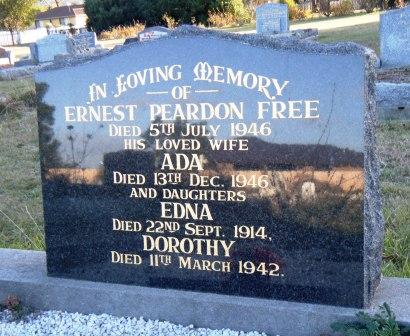 In Loving Memory
— OF —
ERNEST PEARDON FREE
DIED 5TH JULY 1946
HIS LOVED WIFE
ADA
DIED 13TH DEC. 1946
AND DAUGHTERS
EDNA
DIED 22ND SEPT. 1914,
DOROTHY
DIED 11TH MARCH 1942.